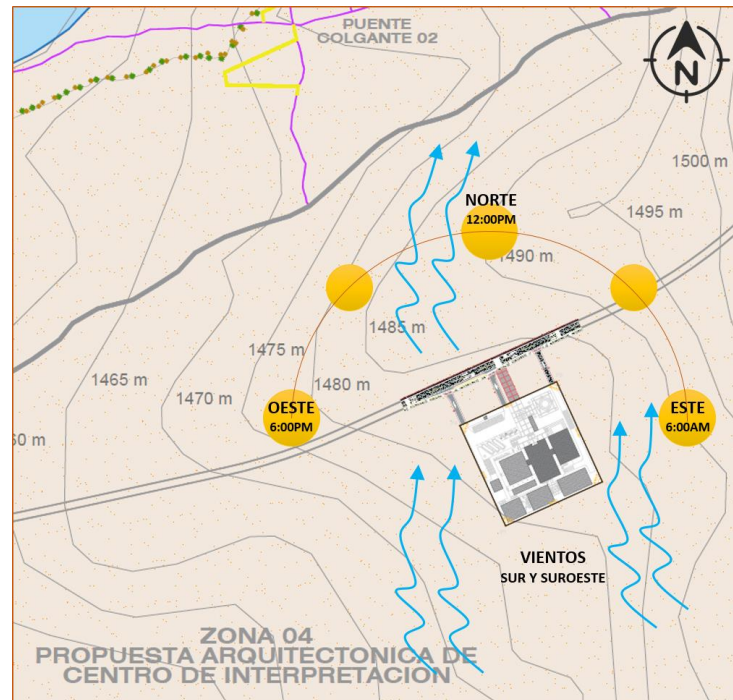 PUENTE
COLGANTE 02
N
1500 m
1495 m
NORTE
12:00PM
1490 m
1485 m
1475 m
1480 m
1465 m
1470 m
OESTE
6:00PM
ESTE
6:00AM
60 m
VIENTOS
SUR Y SUROESTE
ZONA 04
PROPUESTA ARQUITECTONICA DE
CENTRO DE INTERPRETACION